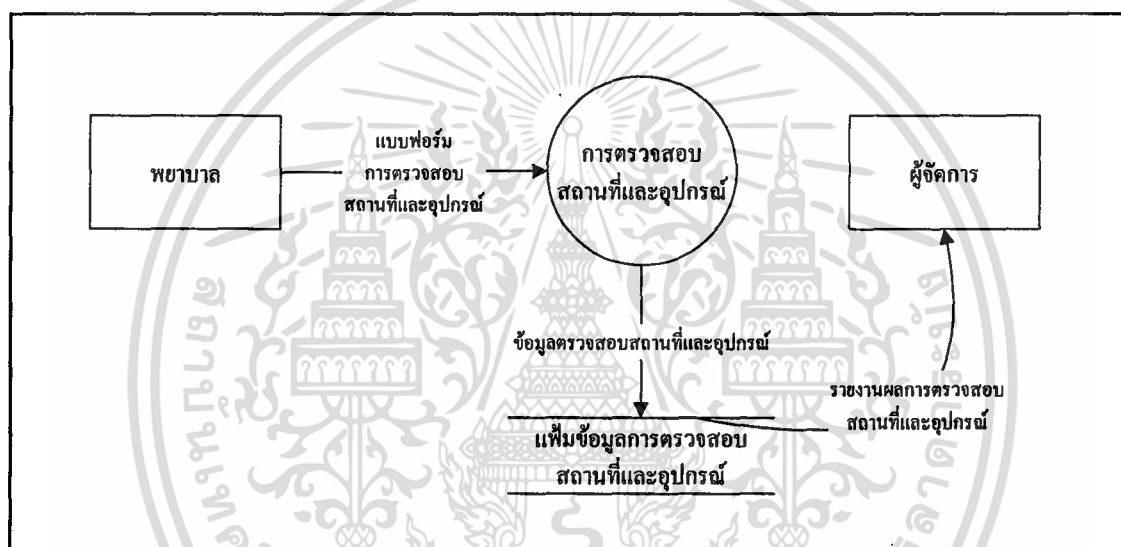 พยาบาล
แบบฟอร์ม
การตรวจสอบ
สถานที่และอุปกรณ์
การตรวจสอบ
สถานที่และอุปกรณ์
ผู้จัดการ
ข้อมูลตรวจสอบสถานที่และอุปกรณ์
รายงานผลการตรวจสอบ
สถานที่และอุปกรณ์
แฟ้มข้อมูลการตรวจสอบ
สถานที่และอุปกรณ์